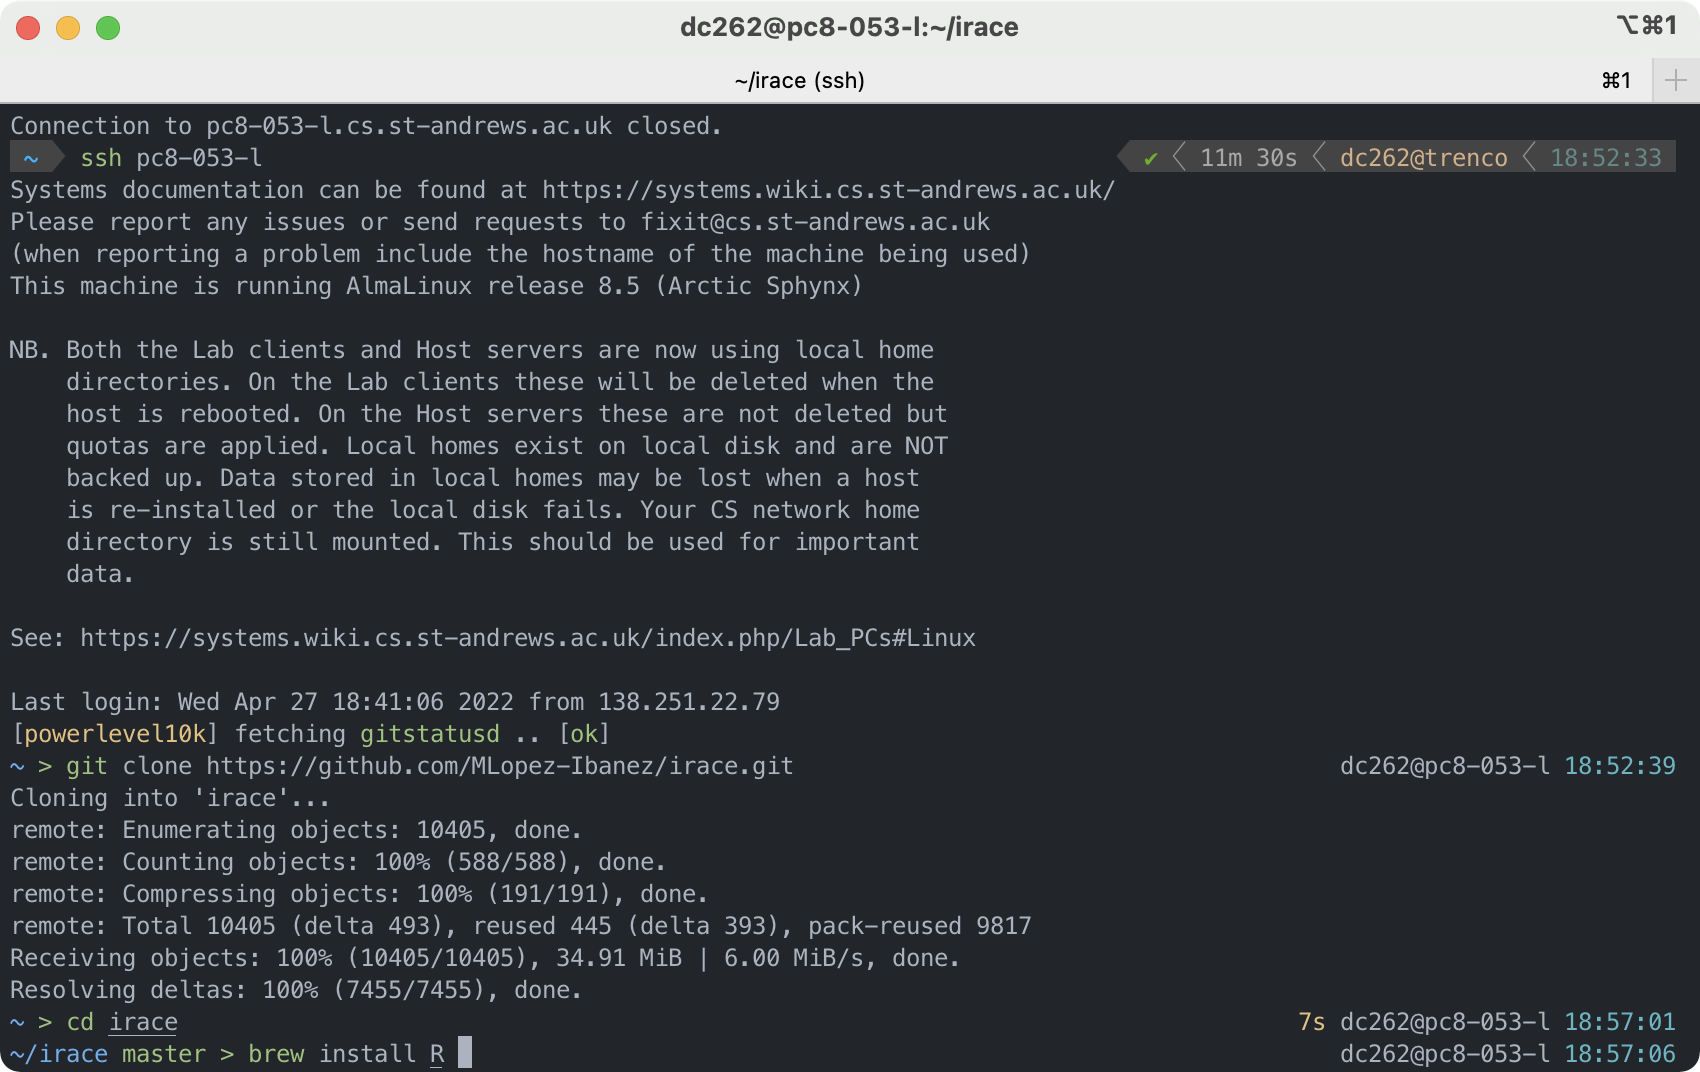 dc262@pc8-053-l:~/irace ⌥⌘1
~/irace (ssh) ⌘1
Connection to pc8-053-l.cs.st-andrews.ac.uk closed.
~ ssh pc8-053-l ✔ 11m 30s dc262@trenco 18:52:33
Systems documentation can be found at https://systems.wiki.cs.st-andrews.ac.uk/
Please report any issues or send requests to fixit@cs.st-andrews.ac.uk
(when reporting a problem include the hostname of the machine being used)
This machine is running AlmaLinux release 8.5 (Arctic Sphynx)
NB. Both the Lab clients and Host servers are now using local home
directories. On the Lab clients these will be deleted when the
host is rebooted. On the Host servers these are not deleted but
quotas are applied. Local homes exist on local disk and are NOT
backed up. Data stored in local homes may be lost when a host
is re-installed or the local disk fails. Your CS network home
directory is still mounted. This should be used for important
data.
See: https://systems.wiki.cs.st-andrews.ac.uk/index.php/Lab_PCs#Linux
Last login: Wed Apr 27 18:41:06 2022 from 138.251.22.79
[powerlevel10k] fetching gitstatusd .. [ok]
~ > git clone https://github.com/MLopez-Ibanez/irace.git dc262@pc8-053-l 18:52:39
Cloning into 'irace'...
remote: Enumerating objects: 10405, done.
remote: Counting objects: 100% (588/588), done.
remote: Compressing objects: 100% (191/191), done.
remote: Total 10405 (delta 493), reused 445 (delta 393), pack-reused 9817
Receiving objects: 100% (10405/10405), 34.91 MiB | 6.00 MiB/s, done.
Resolving deltas: 100% (7455/7455), done.
~ > cd irace 7s dc262@pc8-053-l 18:57:01
~/irace master > brew install R dc262@pc8-053-l 18:57:06